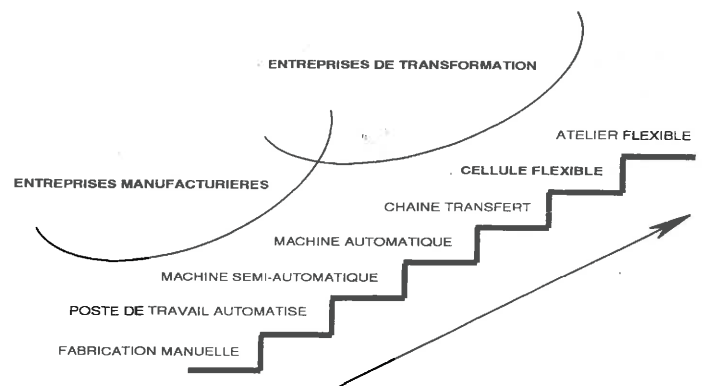 ENTREPRISES DE TRANSFORMATION
ATELIER FLEXIBLE
CELLULE FLEXIBLE
ENTREPRISES MANUFACTURIERES
CHAINE TRANSFERT
MACHINE AUTOMATIQUE
MACHINE SEMI-AUTOMATIQUE
POSTE DE TRAVAIL AUTOMATISE
FABRICATION MANUELLE